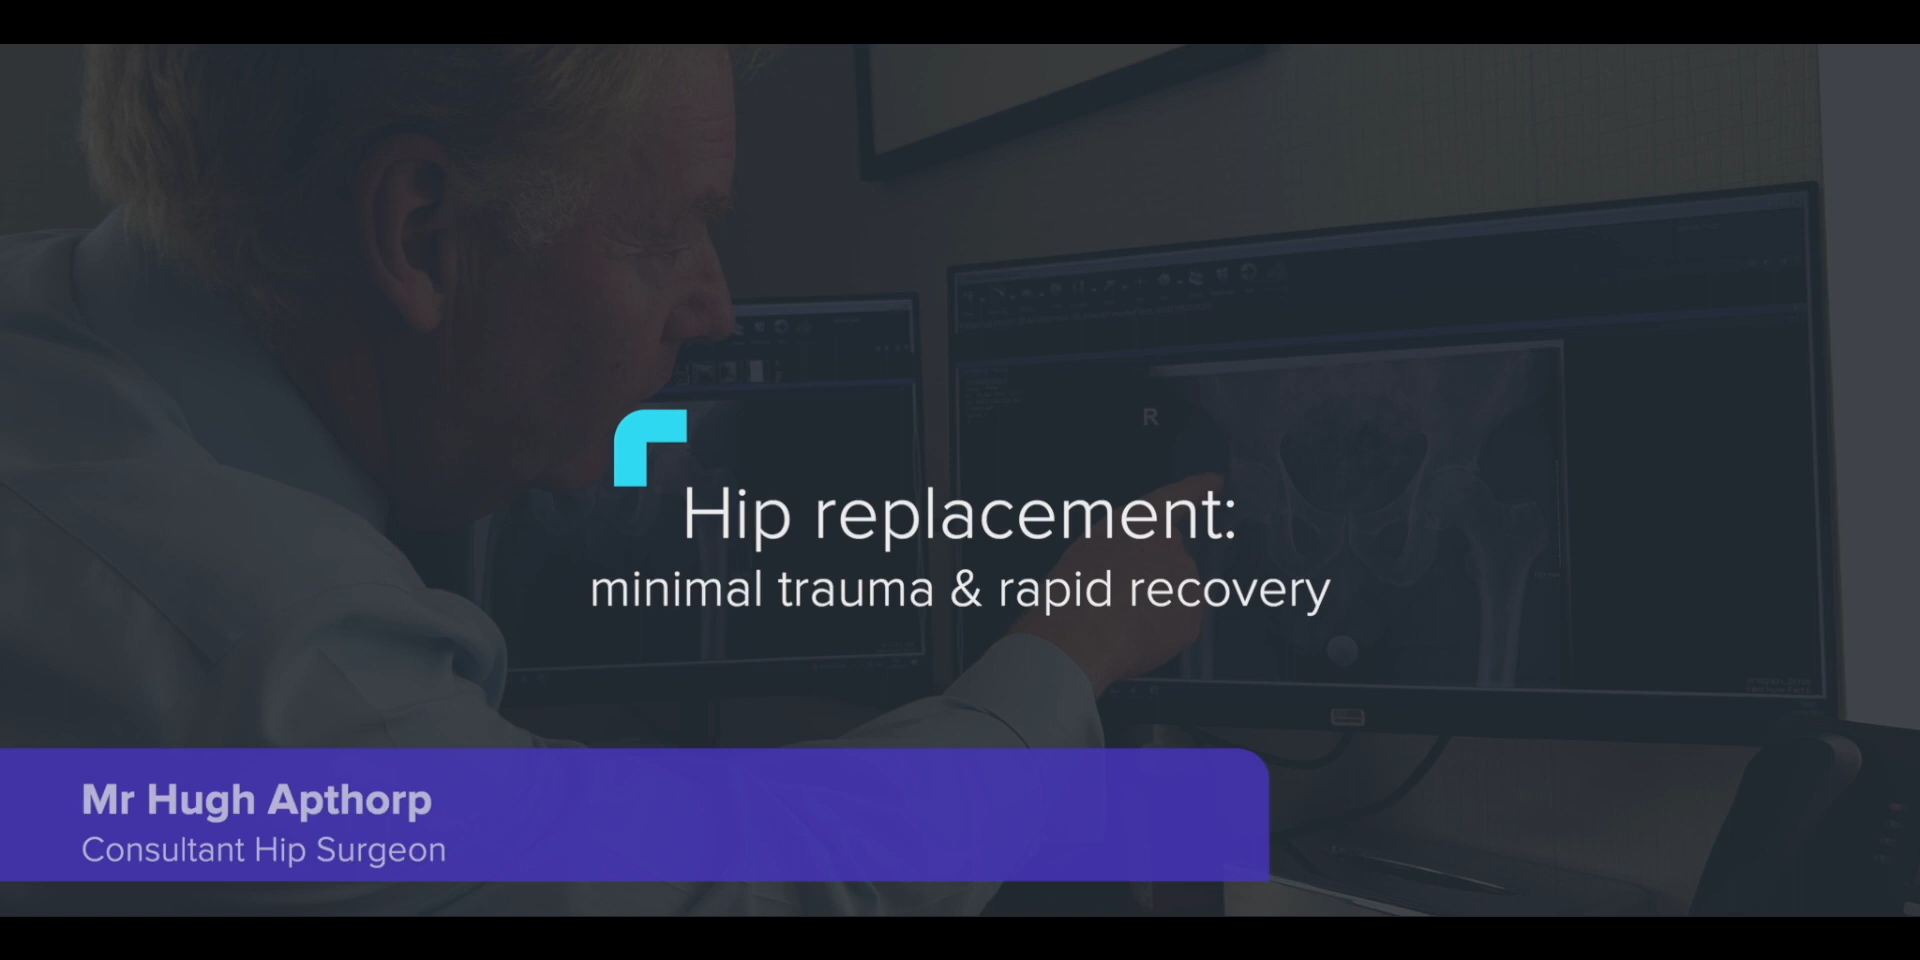 R
Hip replacement:
minimal trauma & rapid recovery
Mr Hugh Apthorp
Consultant Hip Surgeon